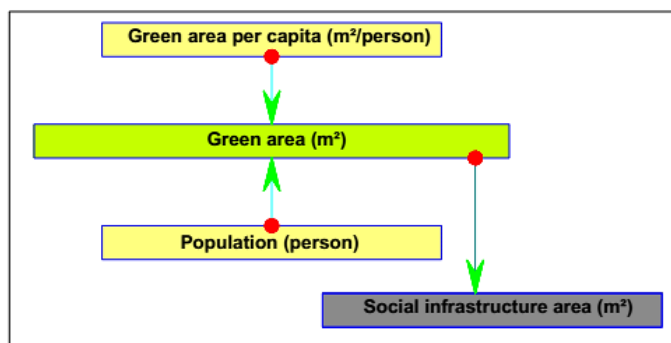 Green area per capita (m²/person)
Green area (m²)
Population (person)
Social infrastructure area (m²)